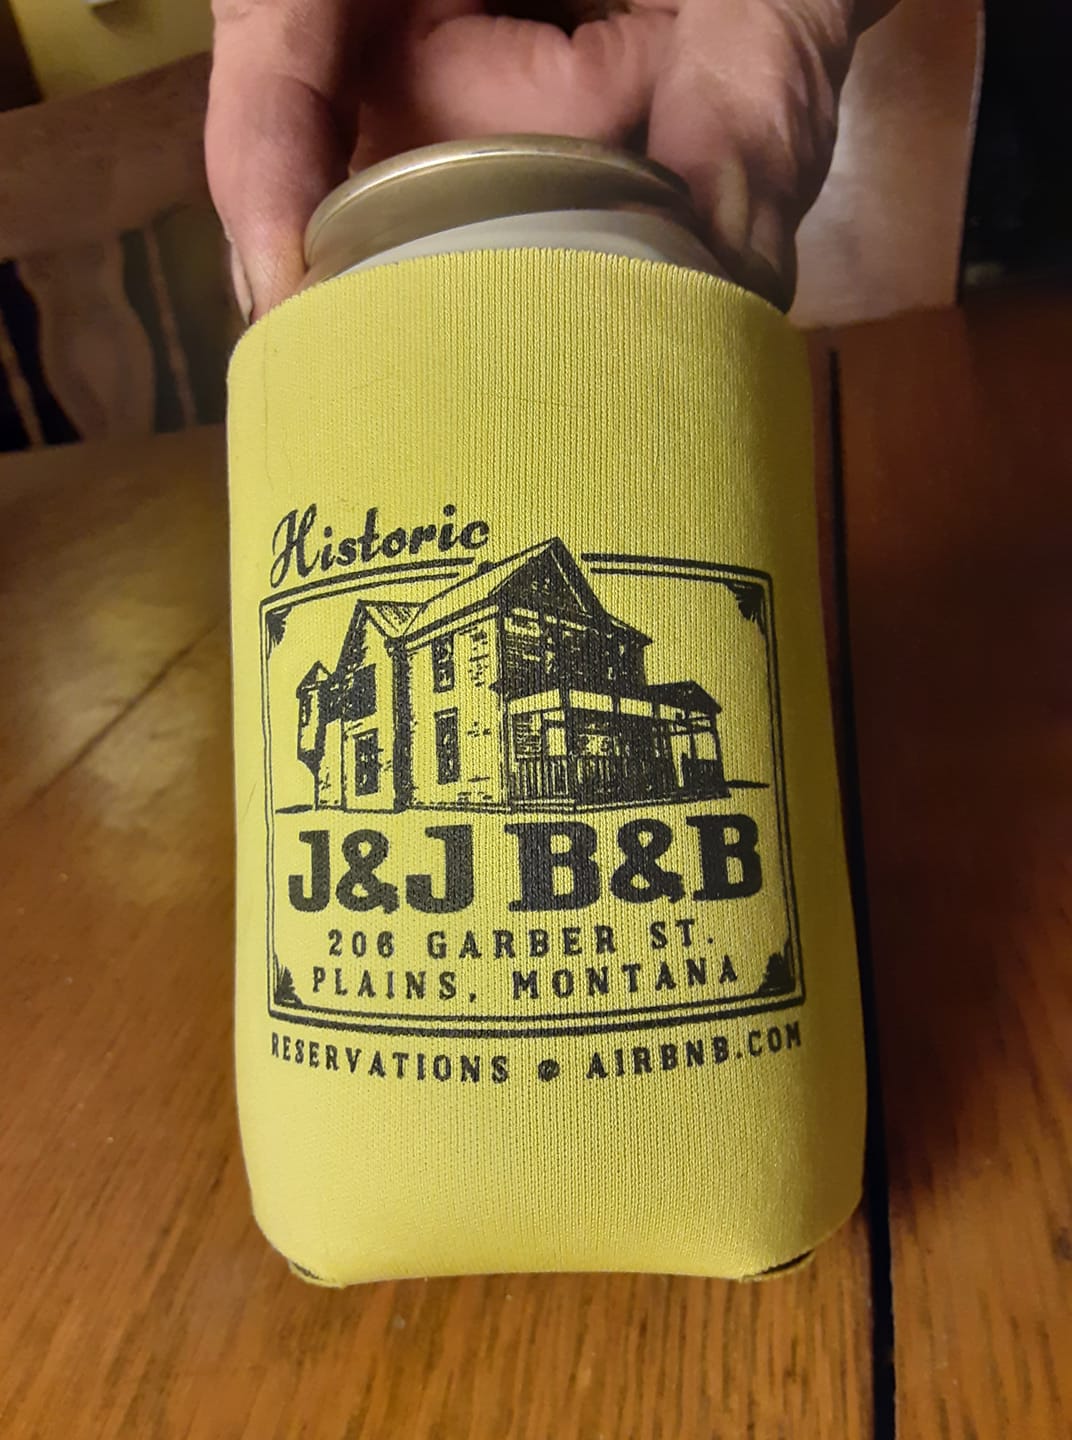 Historic
J&J B&B
206 GARBER ST.
PLAINS, MONTANA
RESERVATIONS @ AIRBNB.COM